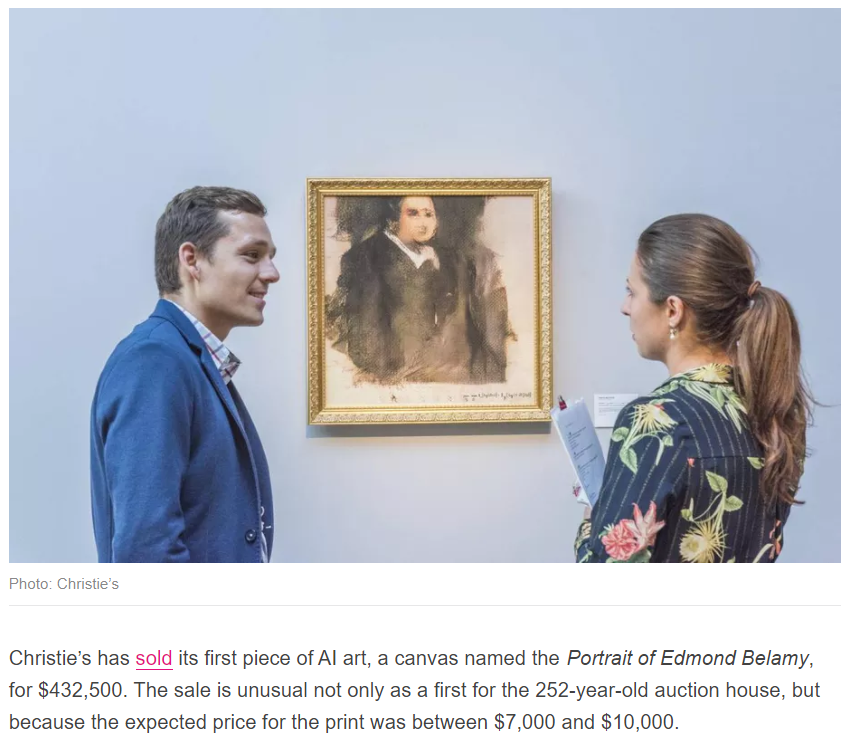 Photo: Christie's
Christie's has sold its first piece of AI art, a canvas named the Portrait of Edmond Belamy,
for $432,500. The sale is unusual not only as a first for the 252-year-old auction house, but
because the expected price for the print was between $7,000 and $10,000.